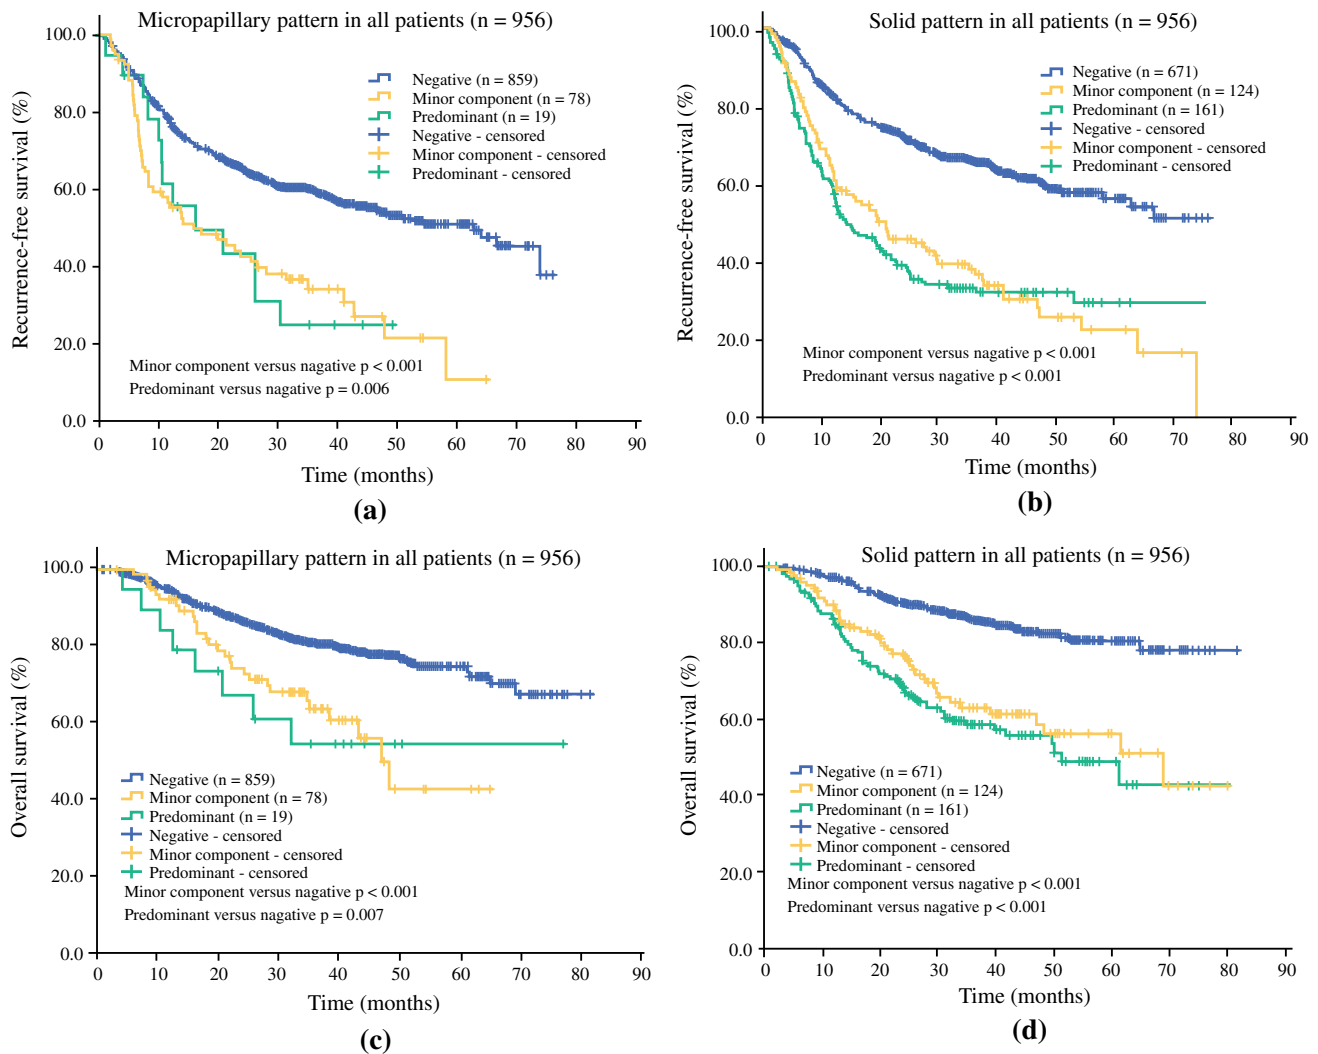 Micropapillary pattern in all patients (n = 956)
Recurrence-free survival (%)
100.0
80.0
60.0
40.0
20.0
0.0
Negative (n = 859)
Minor component (n = 78)
Predominant (n = 19)
Negative - censored
Minor component - censored
Predominant - censored
Minor component versus nagative p < 0.001
Predominant versus nagative p = 0.006
0 10 20 30 40 50 60 70 80 90
Time (months)
(a)
Solid pattern in all patients (n = 956)
Recurrence-free survival (%)
100.0
80.0
60.0
40.0
20.0
0.0
Negative (n = 671)
Minor component (n = 124)
Predominant (n = 161)
Negative - censored
Minor component - censored
Predominant - censored
Minor component versus nagative p < 0.001
Predominant versus nagative p < 0.001
0 10 20 30 40 50 60 70 80 90
Time (months)
(b)
Micropapillary pattern in all patients (n = 956)
Overall survival (%)
100.0
80.0
60.0
40.0
20.0
0.0
Negative (n = 859)
Minor component (n = 78)
Predominant (n = 19)
Negative - censored
Minor component - censored
Predominant - censored
Minor component versus nagative p < 0.001
Predominant versus nagative p = 0.007
0 10 20 30 40 50 60 70 80 90
Time (months)
(c)
Solid pattern in all patients (n = 956)
Overall survival (%)
100.0
80.0
60.0
40.0
20.0
0.0
Negative (n = 671)
Minor component (n = 124)
Predominant (n = 161)
Negative - censored
Minor component - censored
Predominant - censored
Minor component versus nagative p < 0.001
Predominant versus nagative p < 0.001
0 10 20 30 40 50 60 70 80 90
Time (months)
(d)